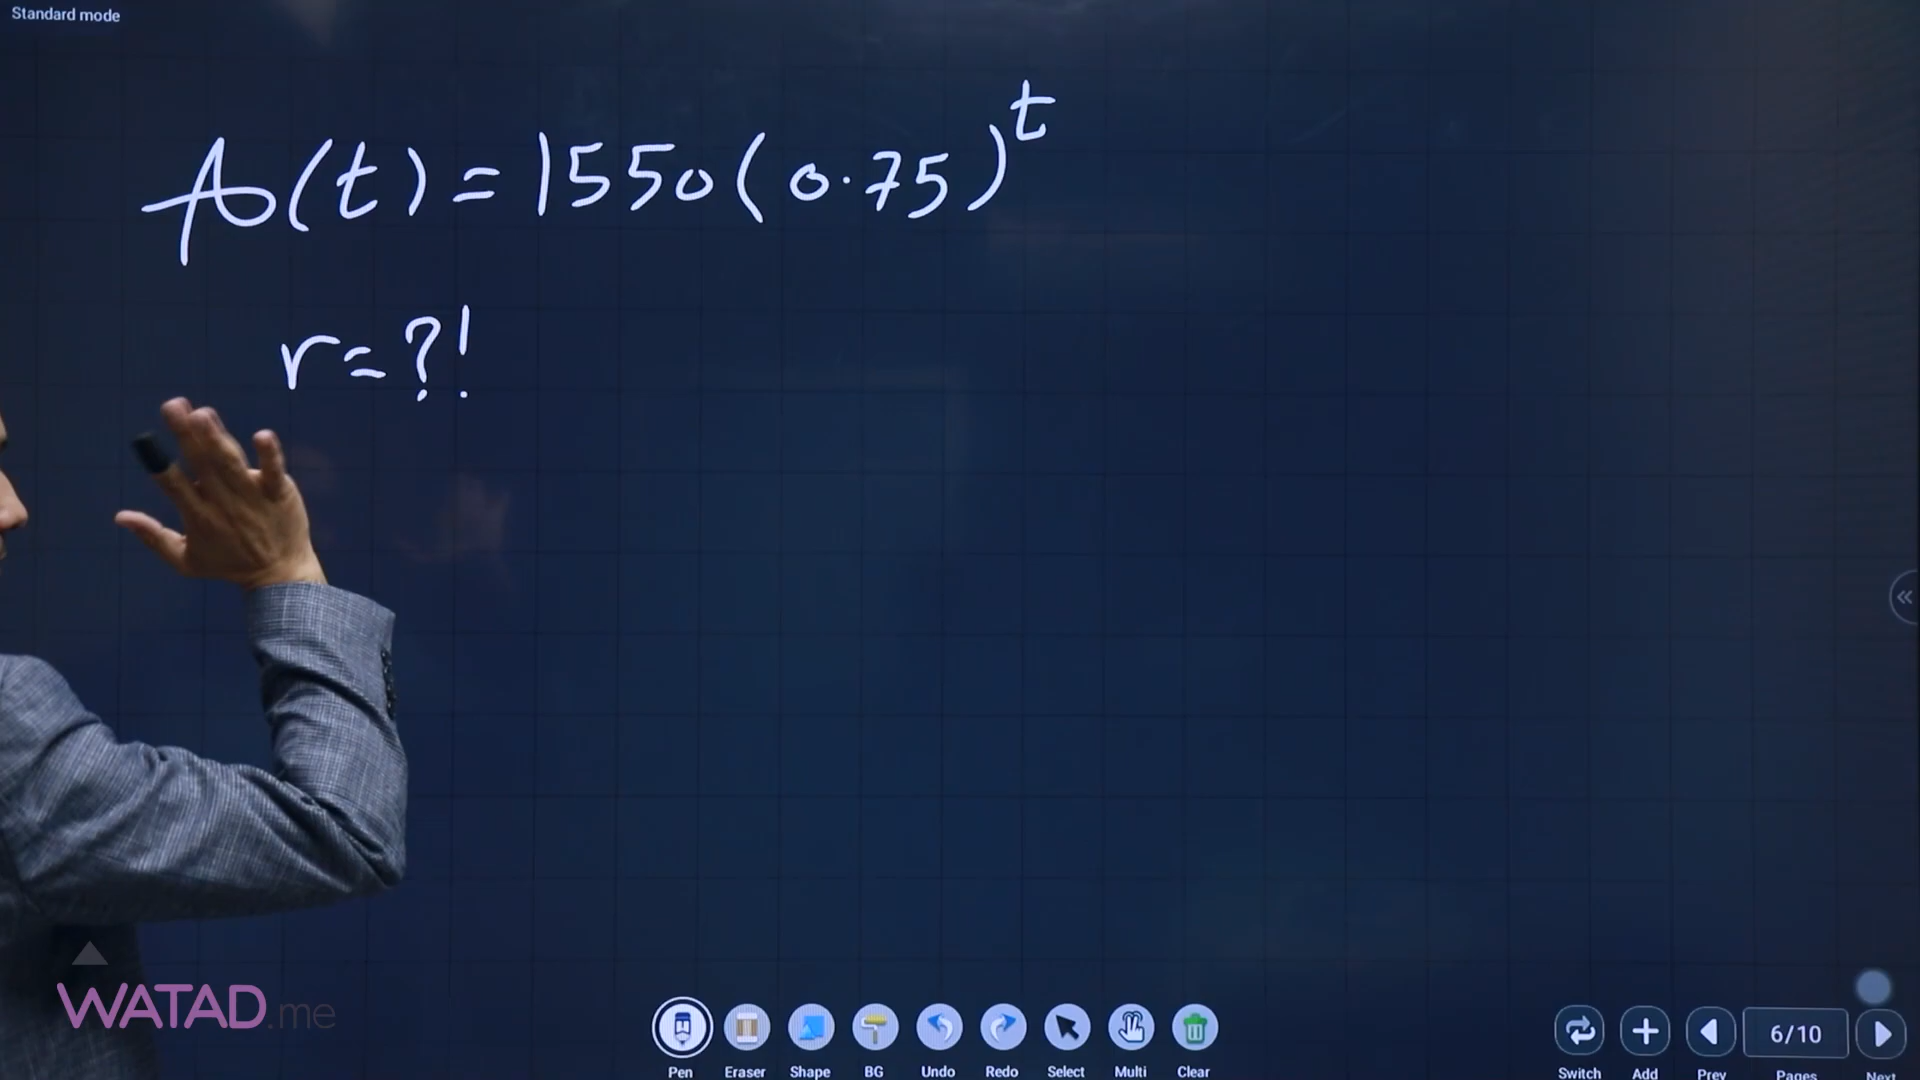 Standard mode
A(t) = 1550(0.75)^t
r = ?!
WATAD.me
Pen Eraser Shape BG Undo Redo Select Multi Clear
Switch Add Prev 6/10 Pages Next